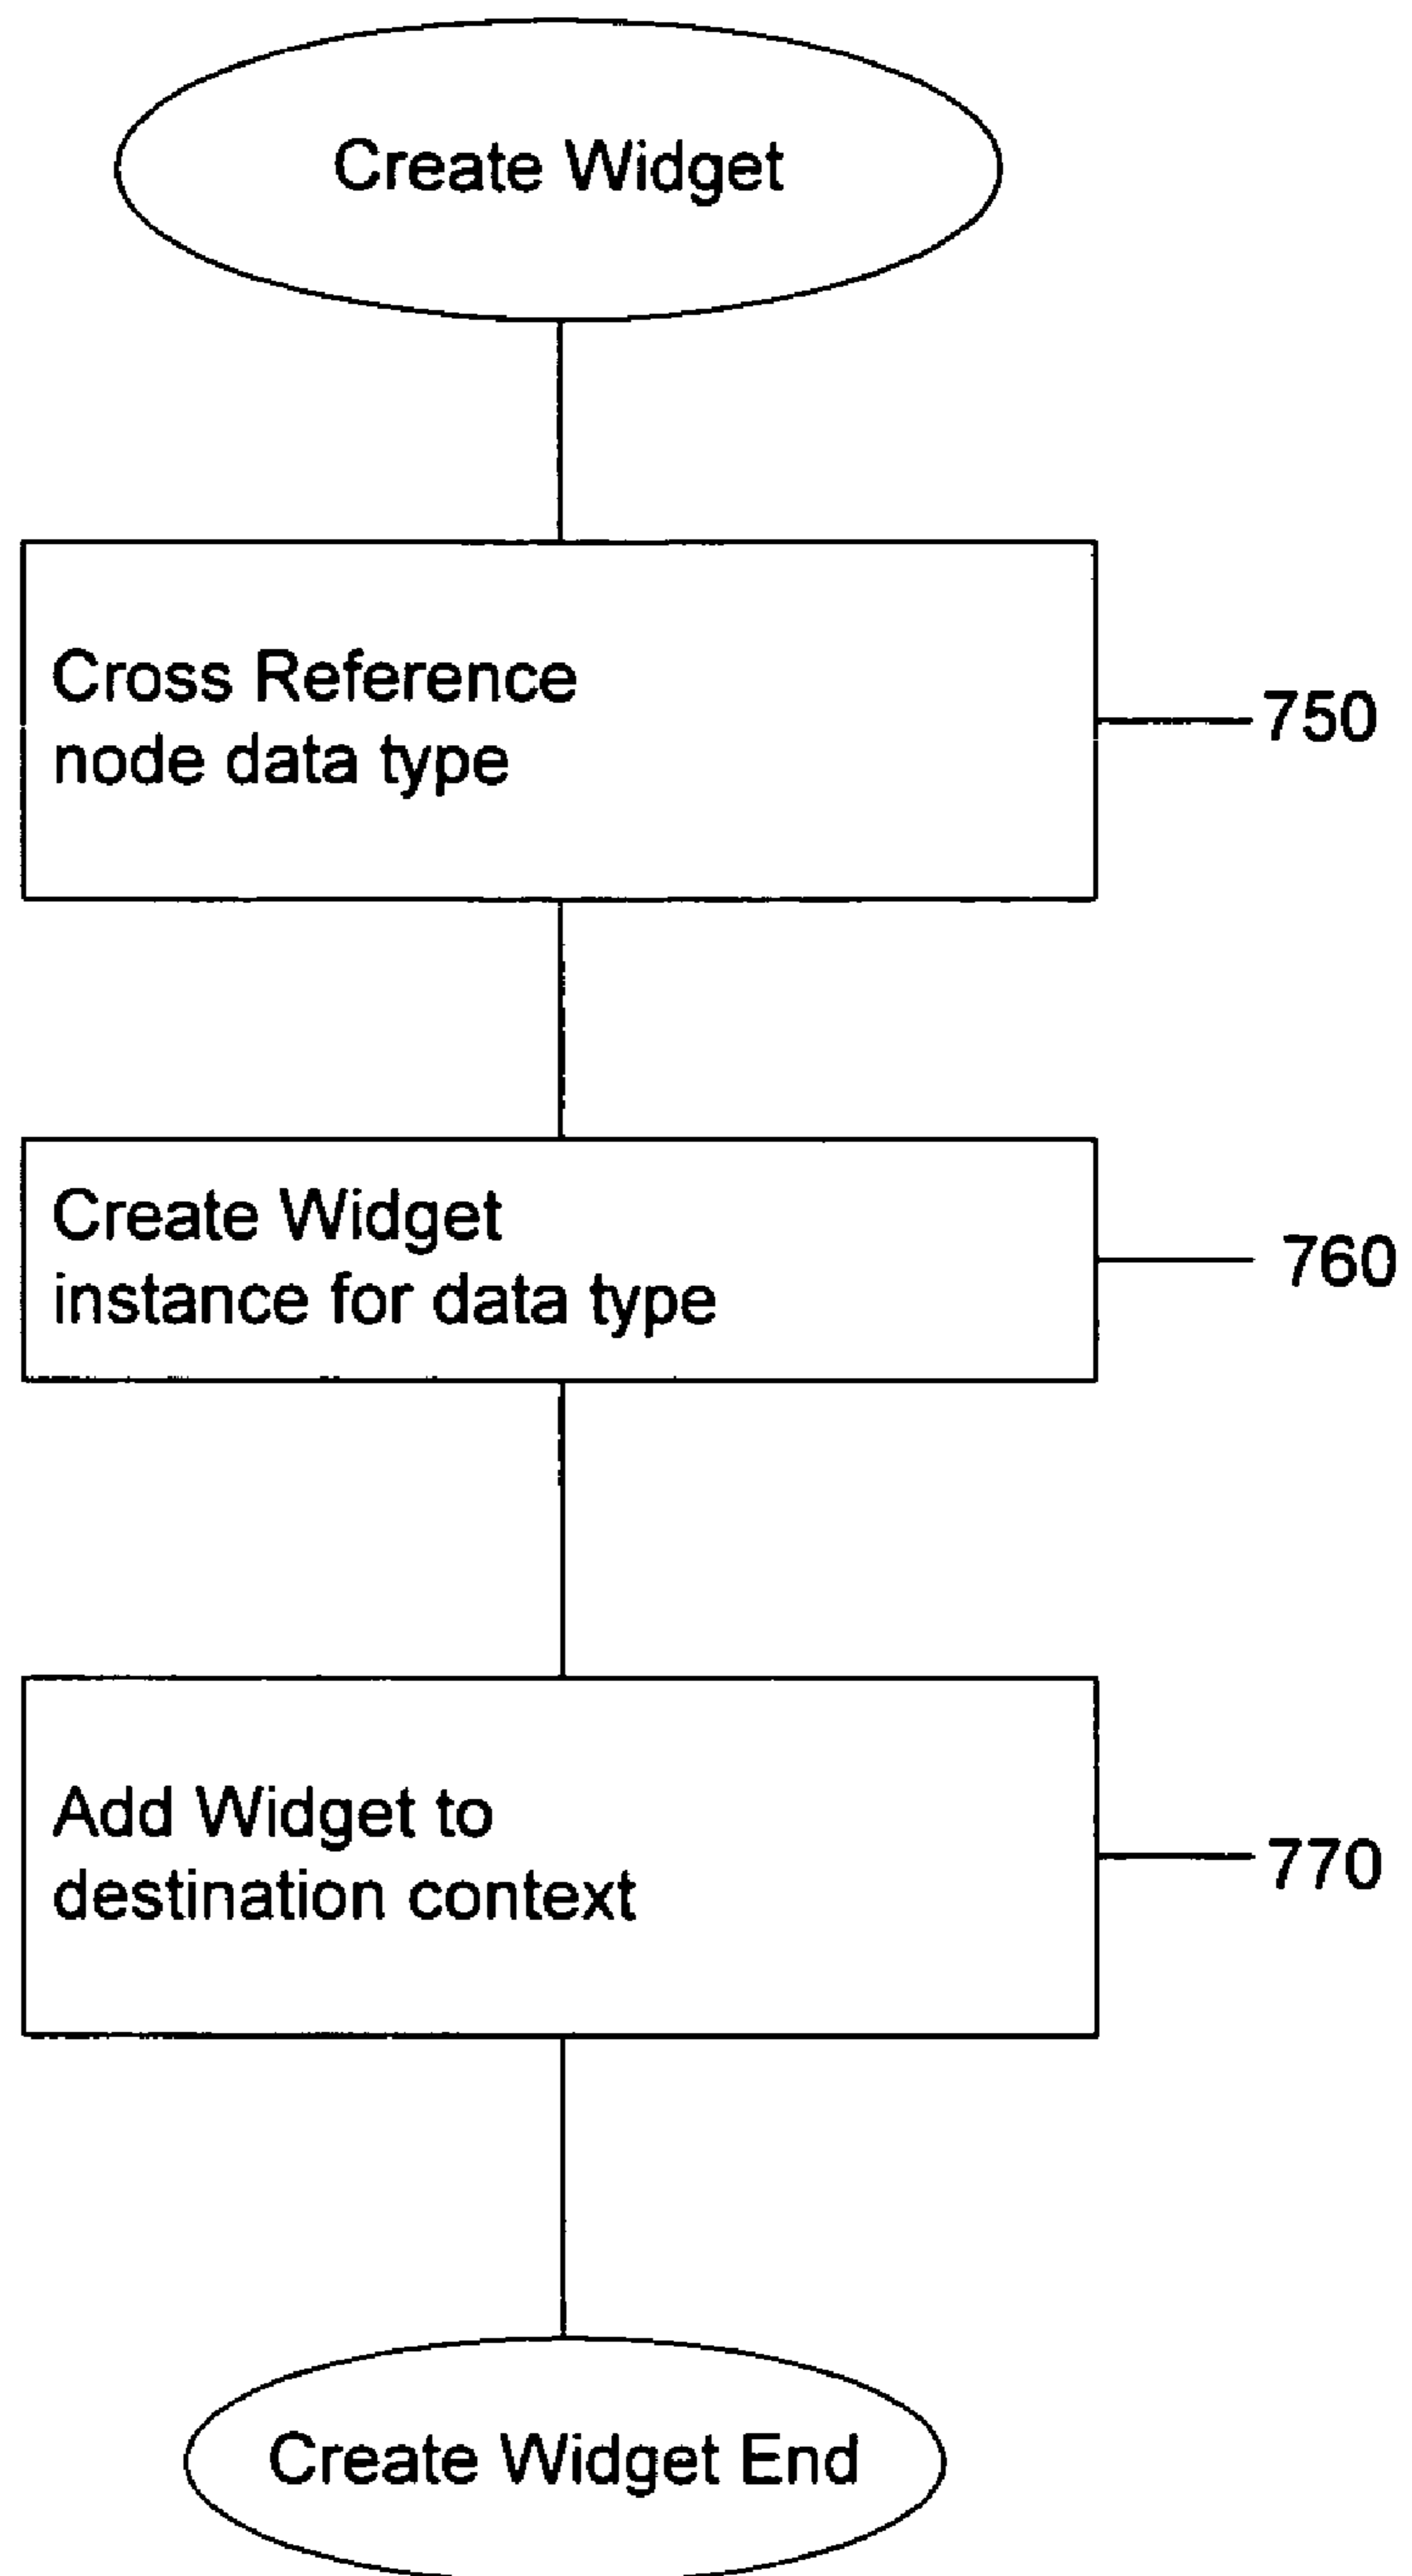 Create Widget
Cross Reference
node data type
750
Create Widget
instance for data type
760
Add Widget to
destination context
770
Create Widget End